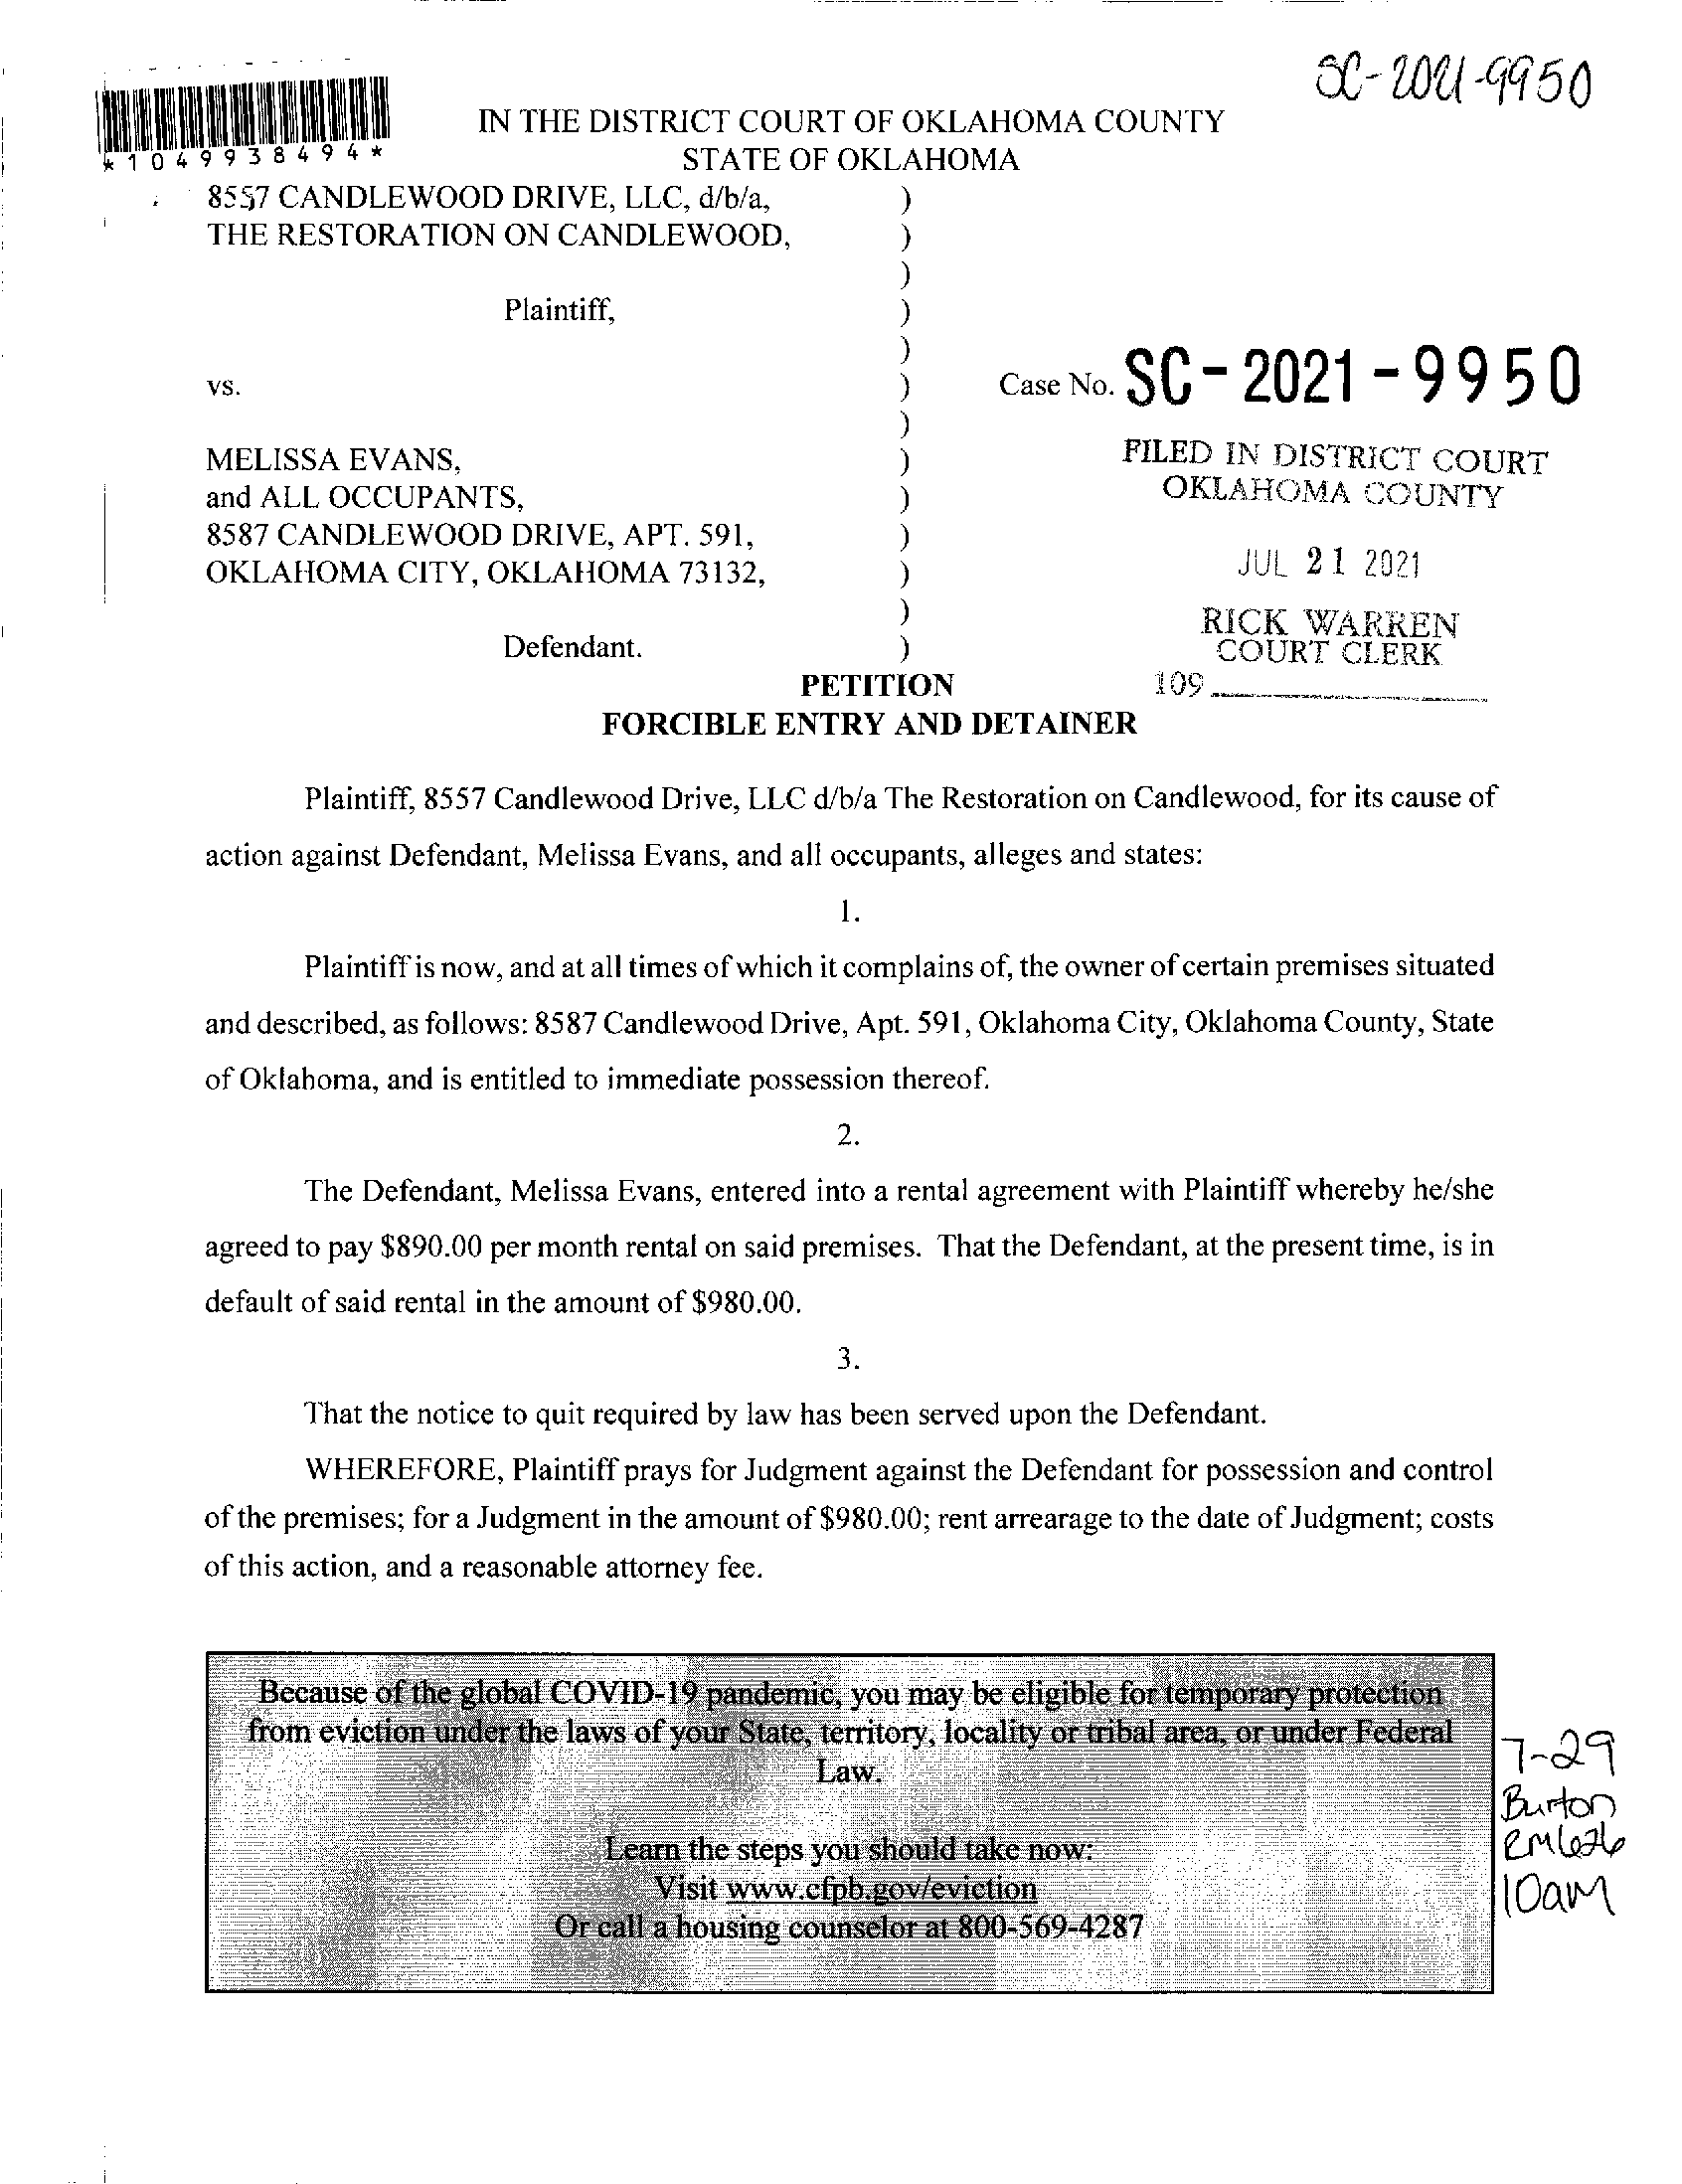 SC-2021-9950
*1049938494*
IN THE DISTRICT COURT OF OKLAHOMA COUNTY
STATE OF OKLAHOMA
8557 CANDLEWOOD DRIVE, LLC, d/b/a, )
THE RESTORATION ON CANDLEWOOD, )
)
Plaintiff, )
)
vs. ) Case No. SC-2021-9950
)
MELISSA EVANS, ) FILED IN DISTRICT COURT
and ALL OCCUPANTS, ) OKLAHOMA COUNTY
8587 CANDLEWOOD DRIVE, APT. 591, )
OKLAHOMA CITY, OKLAHOMA 73132, ) JUL 21 2021
) RICK WARREN
Defendant. ) COURT CLERK
PETITION 109
FORCIBLE ENTRY AND DETAINER
Plaintiff, 8557 Candlewood Drive, LLC d/b/a The Restoration on Candlewood, for its cause of
action against Defendant, Melissa Evans, and all occupants, alleges and states:
1.
Plaintiff is now, and at all times of which it complains of, the owner of certain premises situated
and described, as follows: 8587 Candlewood Drive, Apt. 591, Oklahoma City, Oklahoma County, State
of Oklahoma, and is entitled to immediate possession thereof.
2.
The Defendant, Melissa Evans, entered into a rental agreement with Plaintiff whereby he/she
agreed to pay $890.00 per month rental on said premises. That the Defendant, at the present time, is in
default of said rental in the amount of $980.00.
3.
That the notice to quit required by law has been served upon the Defendant.
WHEREFORE, Plaintiff prays for Judgment against the Defendant for possession and control
of the premises; for a Judgment in the amount of $980.00; rent arrearage to the date of Judgment; costs
of this action, and a reasonable attorney fee.
Because of the global COVID-19 pandemic, you may be eligible for temporary protection
from eviction under the laws of your State, territory, locality or tribal area, or under Federal
Law.
Learn the steps you should take now:
Visit www.cfpb.gov/eviction
Or call a housing counselor at 800-569-4287
7-29
Burton
10am